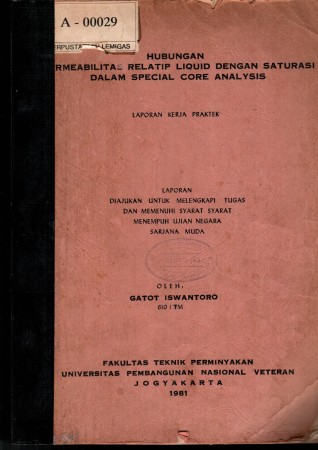 A - 00029
LEMIGAS
HUBUNGAN
RELATIP LIQUID DENGAN SATURASI
DALAM SPECIAL CORE ANALYSIS
LAPORAN KERJA PRAKTEK
LAPORAN
DIAJUKAN UNTUK MELENGKAPI TUGAS
DAN MEMENUHI SYARAT SYARAT
MENEMPUH UJIAN NEGARA
SARJANA MUDA
OLEH:
GATOT ISWANTORO
610 / TM
FAKULTAS TEKNIK PERMINYAKAN
UNIVERSITAS PEMBANGUNAN NASIONAL VETERAN
JOGYAKARTA
1981